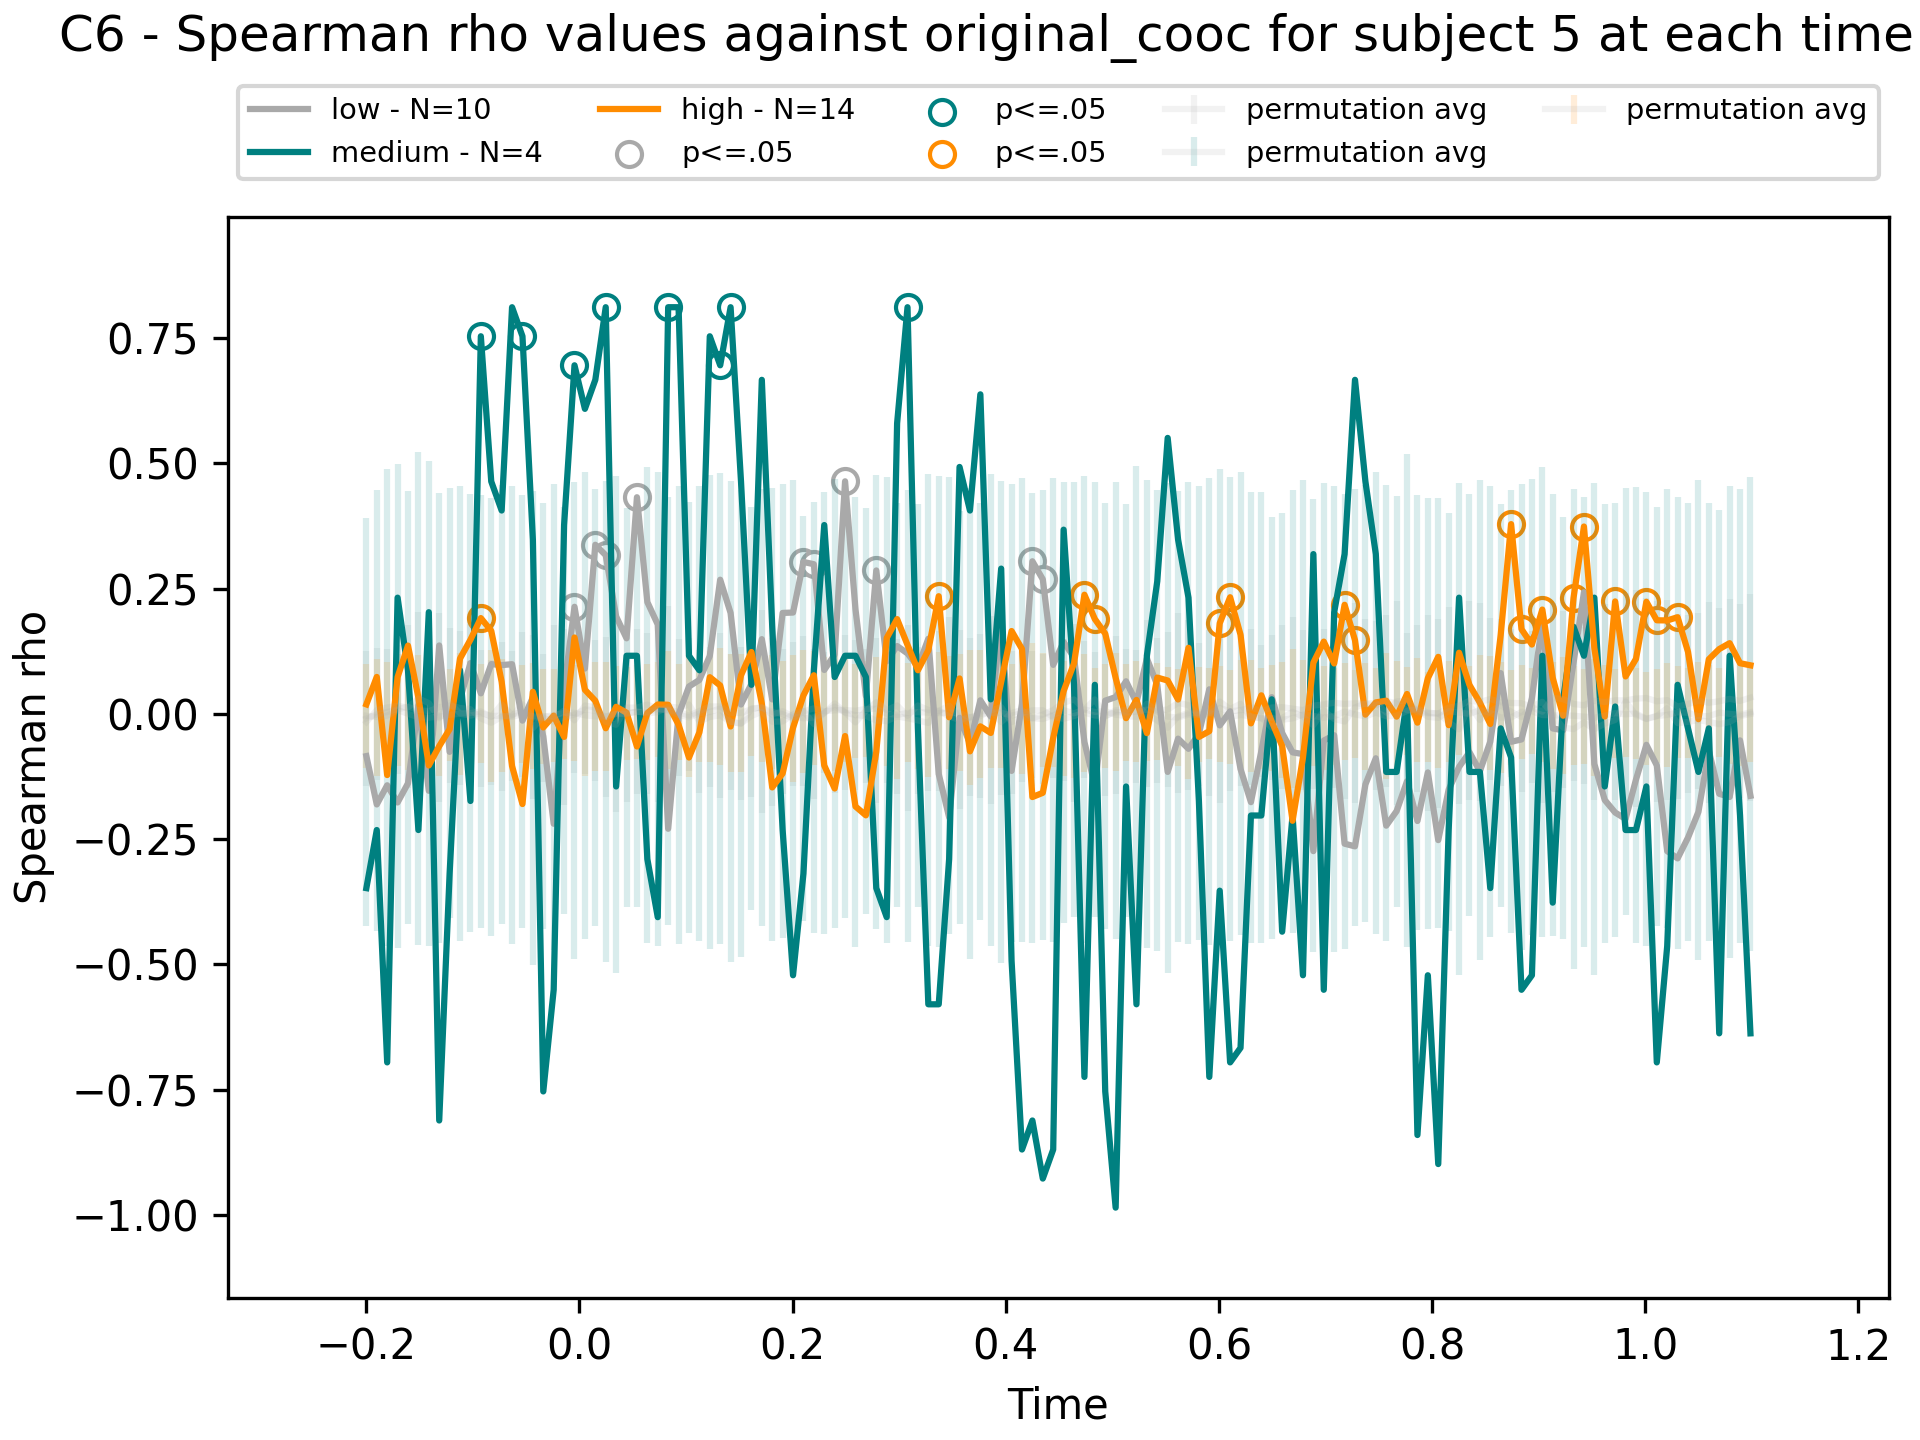 C6 - Spearman rho values against original_cooc for subject 5 at each time
low - N=10
medium - N=4
high - N=14
p<=.05
p<=.05
p<=.05
permutation avg
permutation avg
permutation avg
Spearman rho
0.75
0.50
0.25
0.00
−0.25
−0.50
−0.75
−1.00
−0.2
0.0
0.2
0.4
0.6
0.8
1.0
1.2
Time